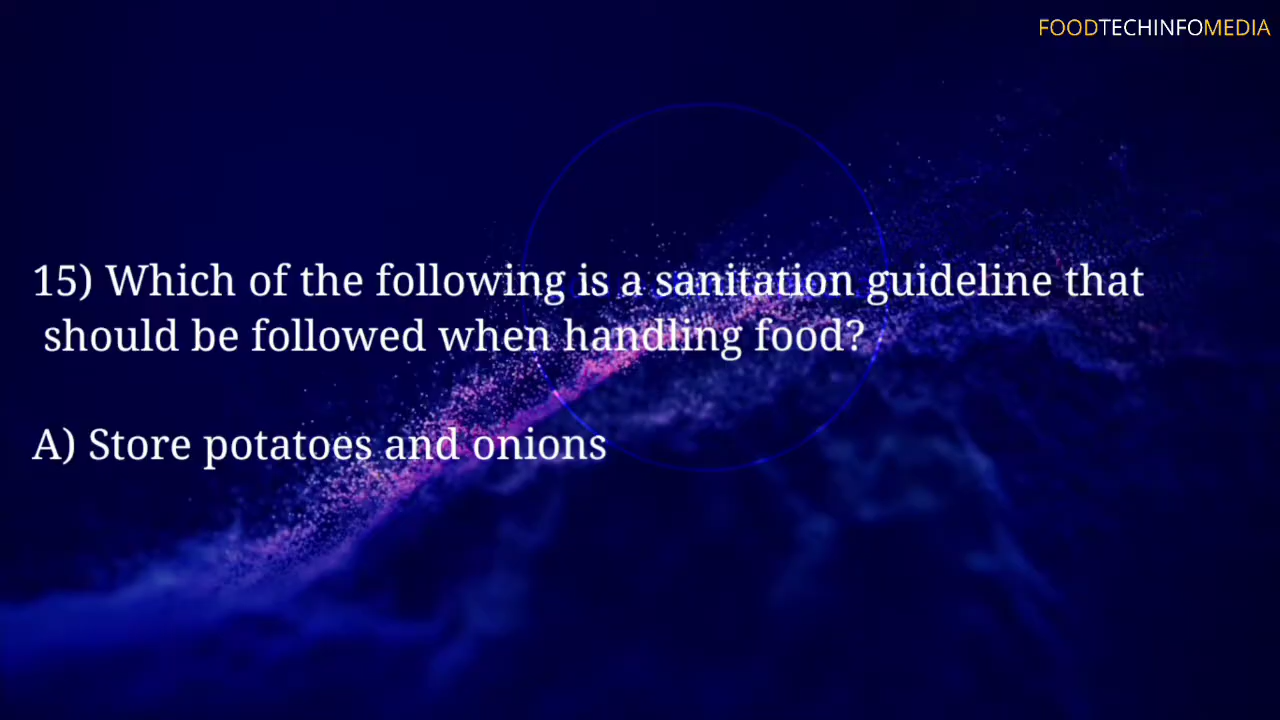 FOODTECHINFOMEDIA
15) Which of the following is a sanitation guideline that
should be followed when handling food?
A) Store potatoes and onions